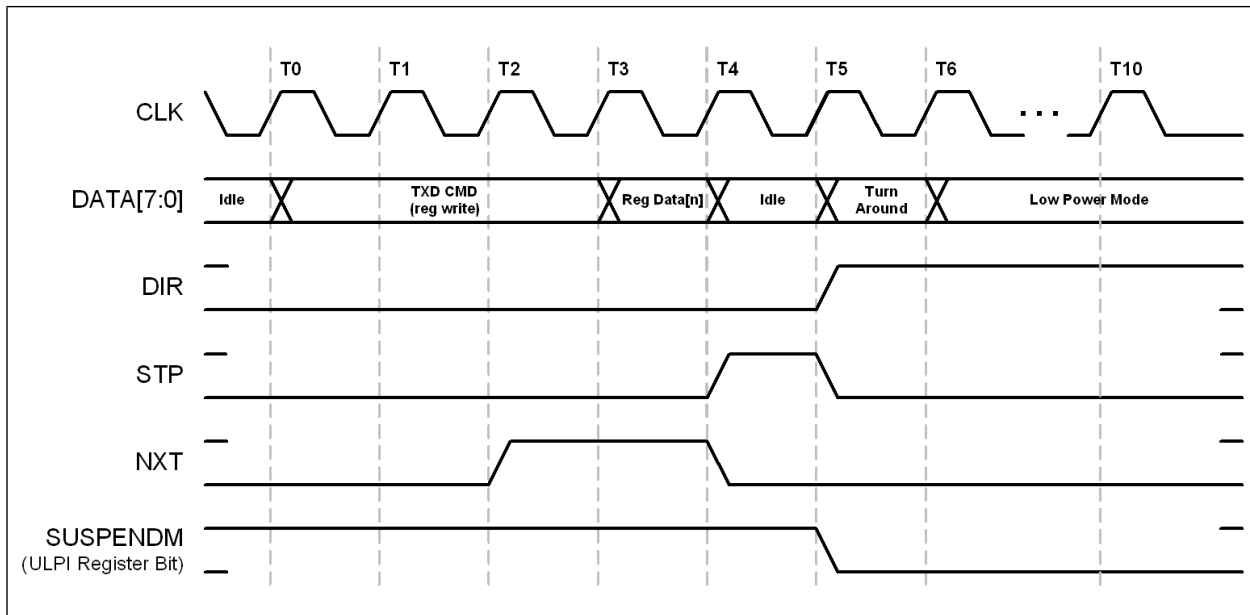 T0 T1 T2 T3 T4 T5 T6 T10
CLK
...
DATA[7:0]
Idle
TXD CMD
(reg write)
Reg Data[n]
Idle
Turn
Around
Low Power Mode
DIR
STP
NXT
SUSPENDM
(ULPI Register Bit)